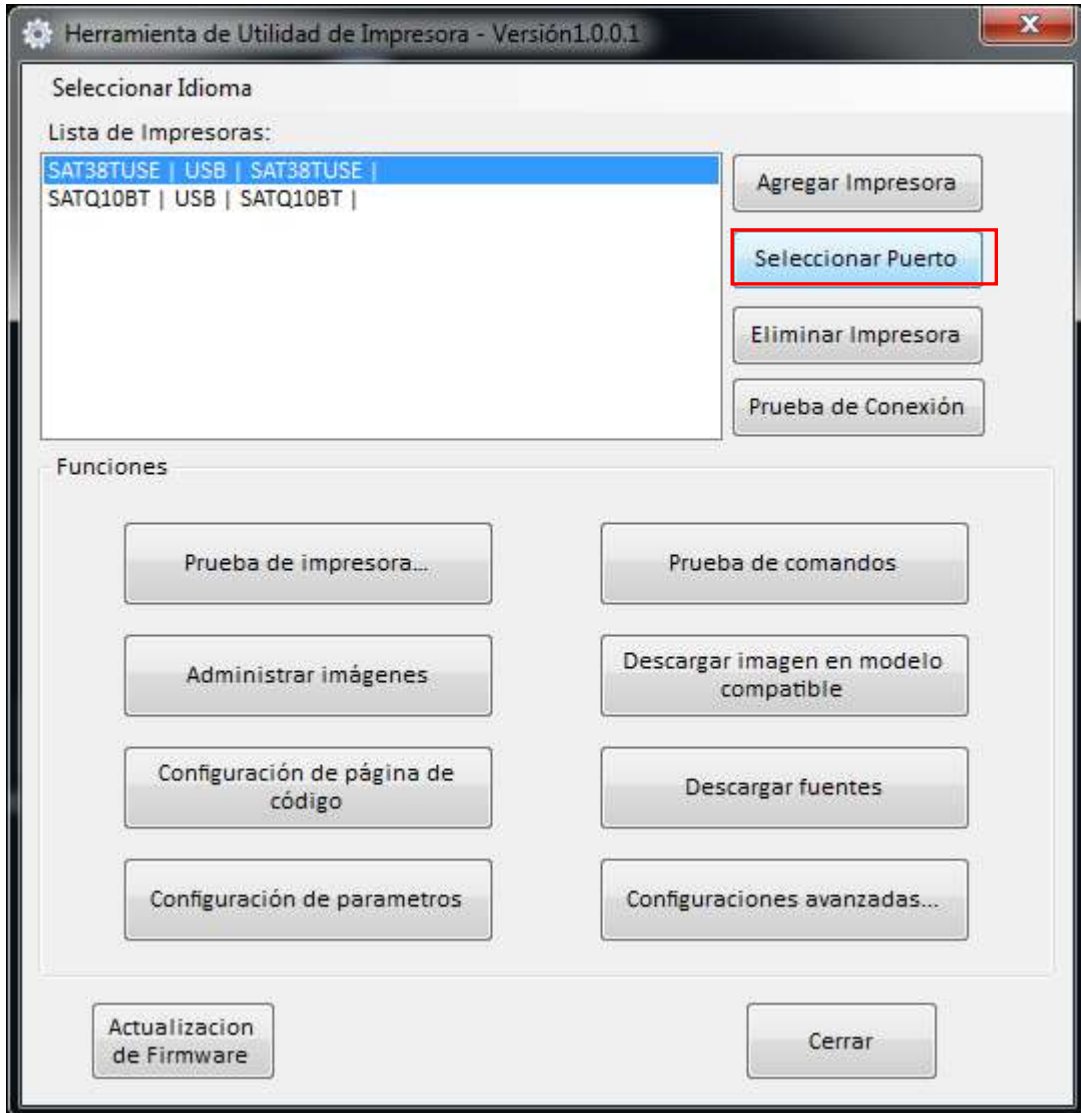 Herramienta de Utilidad de Impresora - Versión1.0.0.1
Seleccionar Idioma
Lista de Impresoras:
SAT38TUSE | USB | SAT38TUSE |
SATQ10BT | USB | SATQ10BT |
Agregar Impresora
Seleccionar Puerto
Eliminar Impresora
Prueba de Conexión
Funciones
Prueba de impresora...
Prueba de comandos
Administrar imágenes
Descargar imagen en modelo
compatible
Configuración de página de
código
Descargar fuentes
Configuración de parametros
Configuraciones avanzadas...
Actualizacion
de Firmware
Cerrar